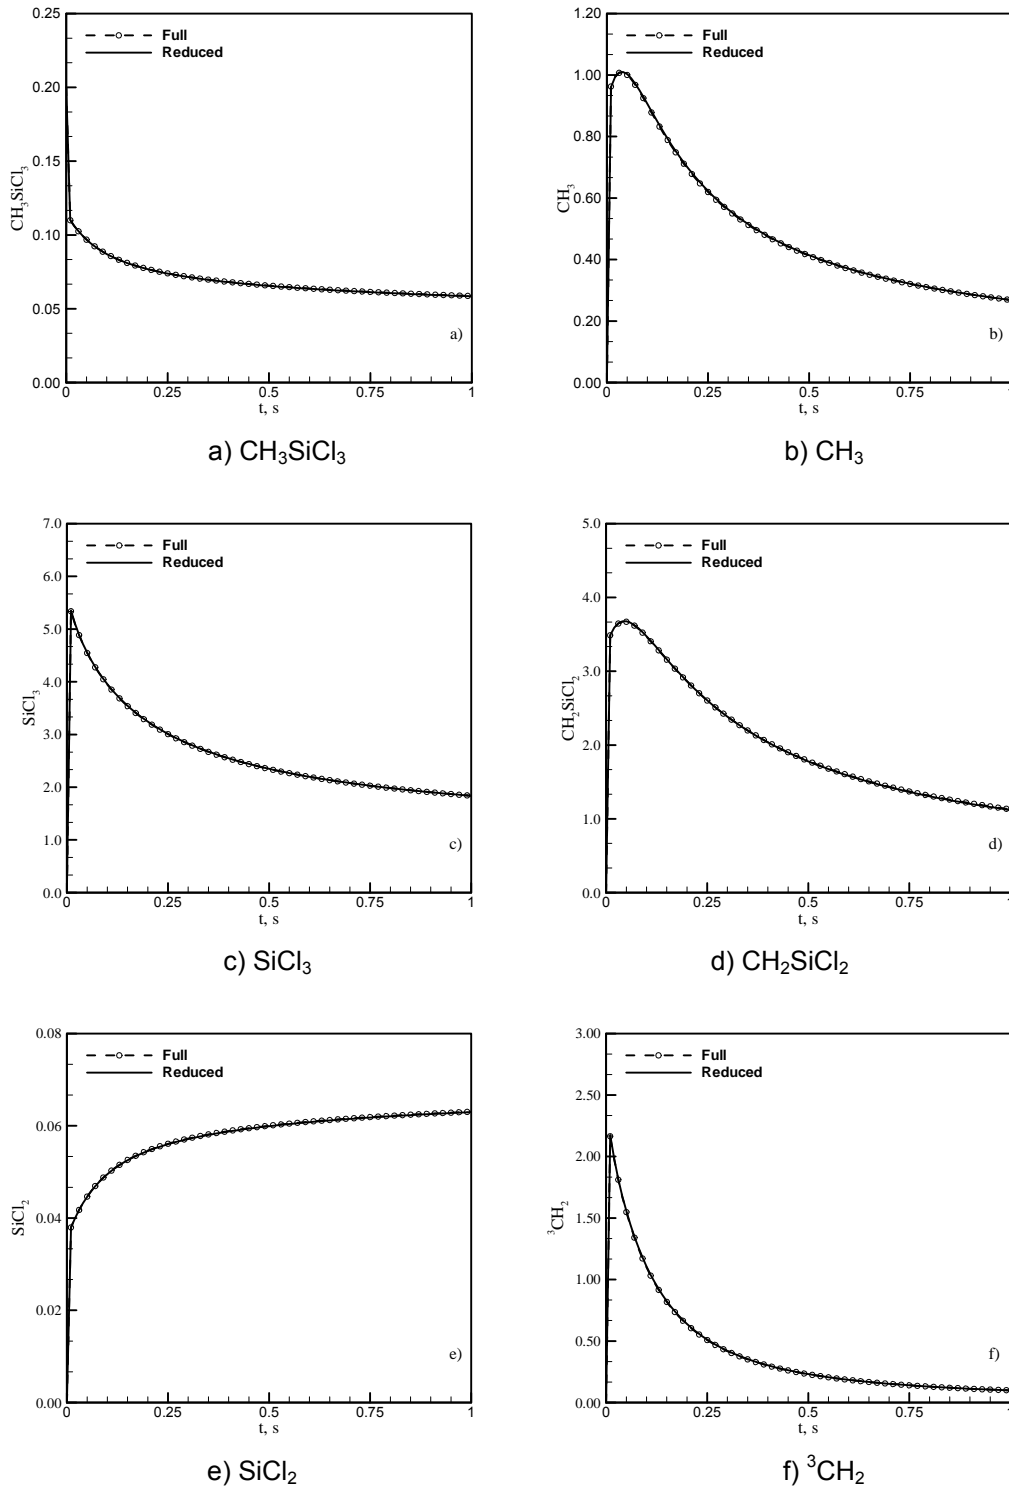 0.25
0.20
0.15
0.10
0.05
0.00
CH₃SiCl₃
Full
Reduced
a)
0 0.25 0.5 0.75 1
t, s
a) CH₃SiCl₃
1.20
1.00
0.80
0.60
0.40
0.20
0.00
CH₃
Full
Reduced
b)
0 0.25 0.5 0.75 1
t, s
b) CH₃
7.0
6.0
5.0
4.0
3.0
2.0
1.0
0.0
SiCl₃
Full
Reduced
c)
0 0.25 0.5 0.75 1
t, s
c) SiCl₃
5.0
4.0
3.0
2.0
1.0
0.0
CH₂SiCl₂
Full
Reduced
d)
0 0.25 0.5 0.75 1
t, s
d) CH₂SiCl₂
0.08
0.06
0.04
0.02
0.00
SiCl₂
Full
Reduced
e)
0 0.25 0.5 0.75 1
t, s
e) SiCl₂
3.00
2.50
2.00
1.50
1.00
0.50
0.00
³CH₂
Full
Reduced
f)
0 0.25 0.5 0.75 1
t, s
f) ³CH₂